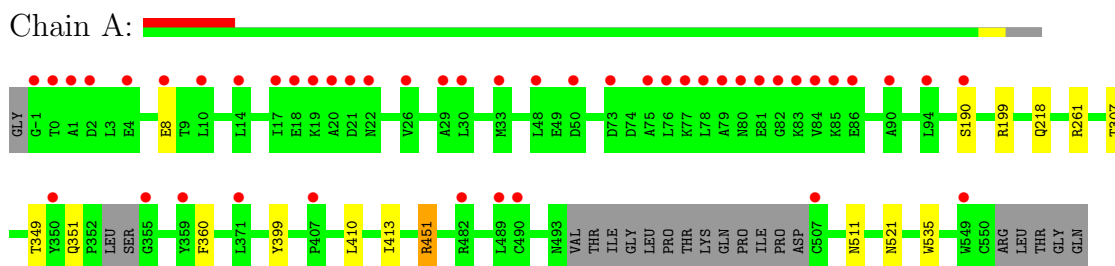 Chain A:
GLY G-1 T0 A1 D2 L3 E4 E8 T9 L10 L14 I17 E18 K19 A20 D21 N22 V26 A29 L30 M33 L48 E49 D50 D73 D74 A75 L76 K77 L78 A79 N80 E81 G82 K83 V84 K85 E86 A90 L94 S190 R199 Q218 R261 T307
T349 Y350 Q351 P352 LEU SER G355 Y359 F360 L371 Y399 P407 L410 I413 R451 R482 L489 C490 N493 VAL THR ILE GLY LEU PRO THR LYS GLN PRO ILE PRO ASP C507 N511 N521 W535 W549 C550 ARG LEU THR GLY GLN